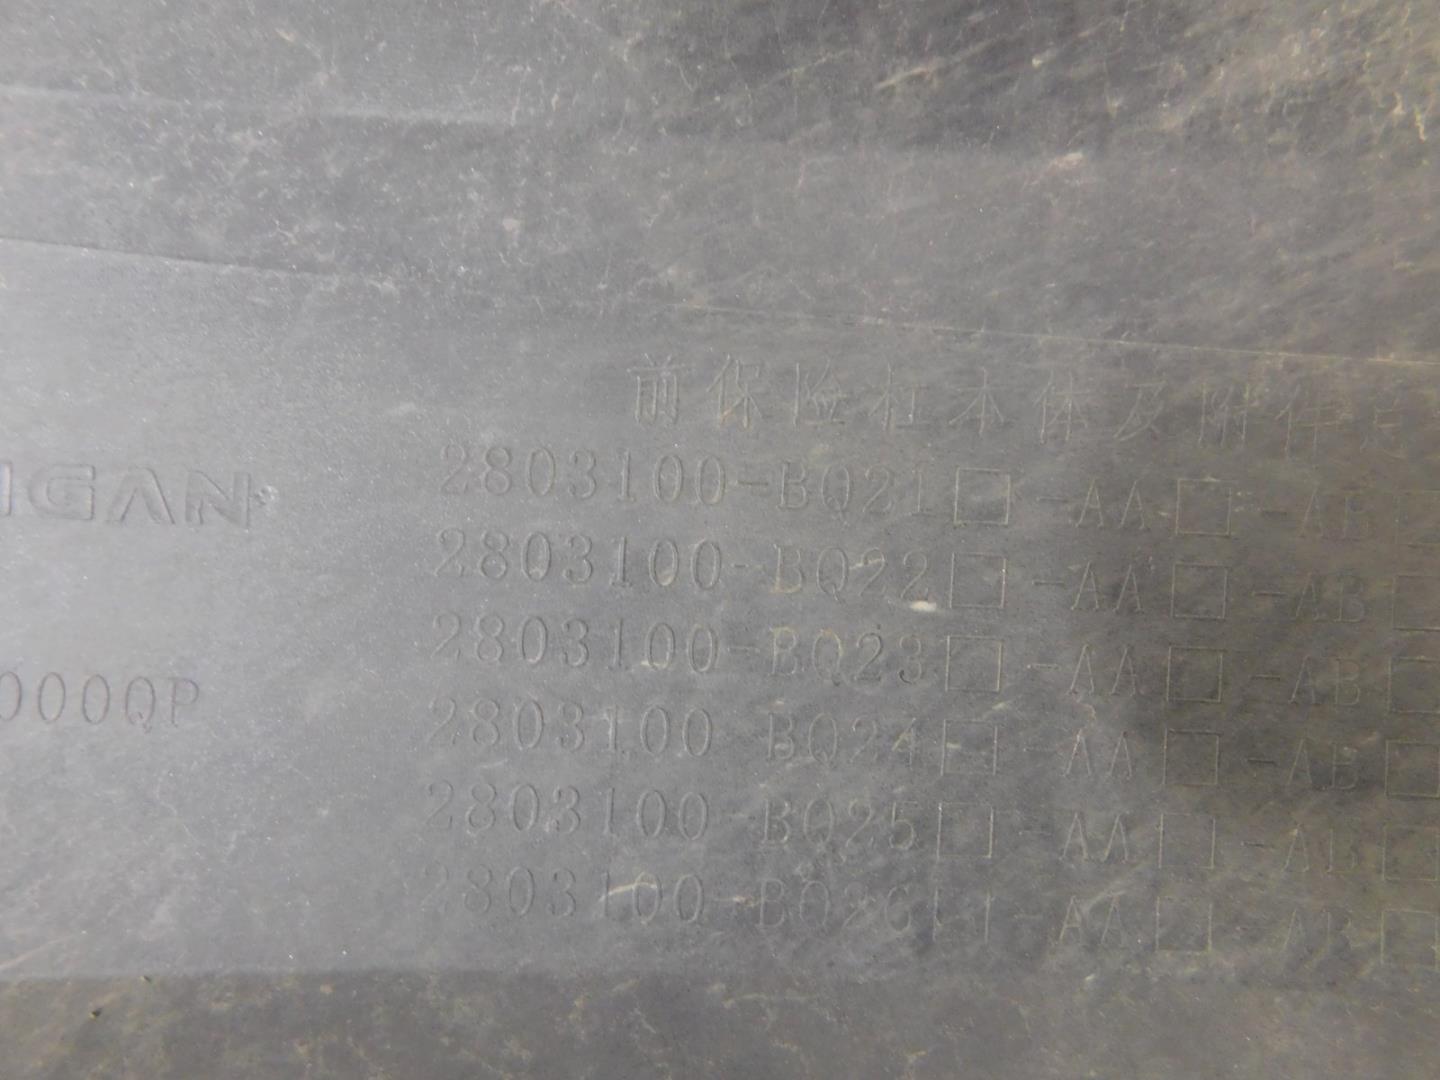 前保险杠本体及附件总
2803100-BQ21□-AA□-AB□
IGAN
2803100-BQ22□-AA□-AB□
2803100-BQ23□-AA□-AB□
000QP
2803100-BQ24□-AA□-AB□
2803100-BQ25□-AA□-AB□
2803100-BQ26□-AA□-AB□